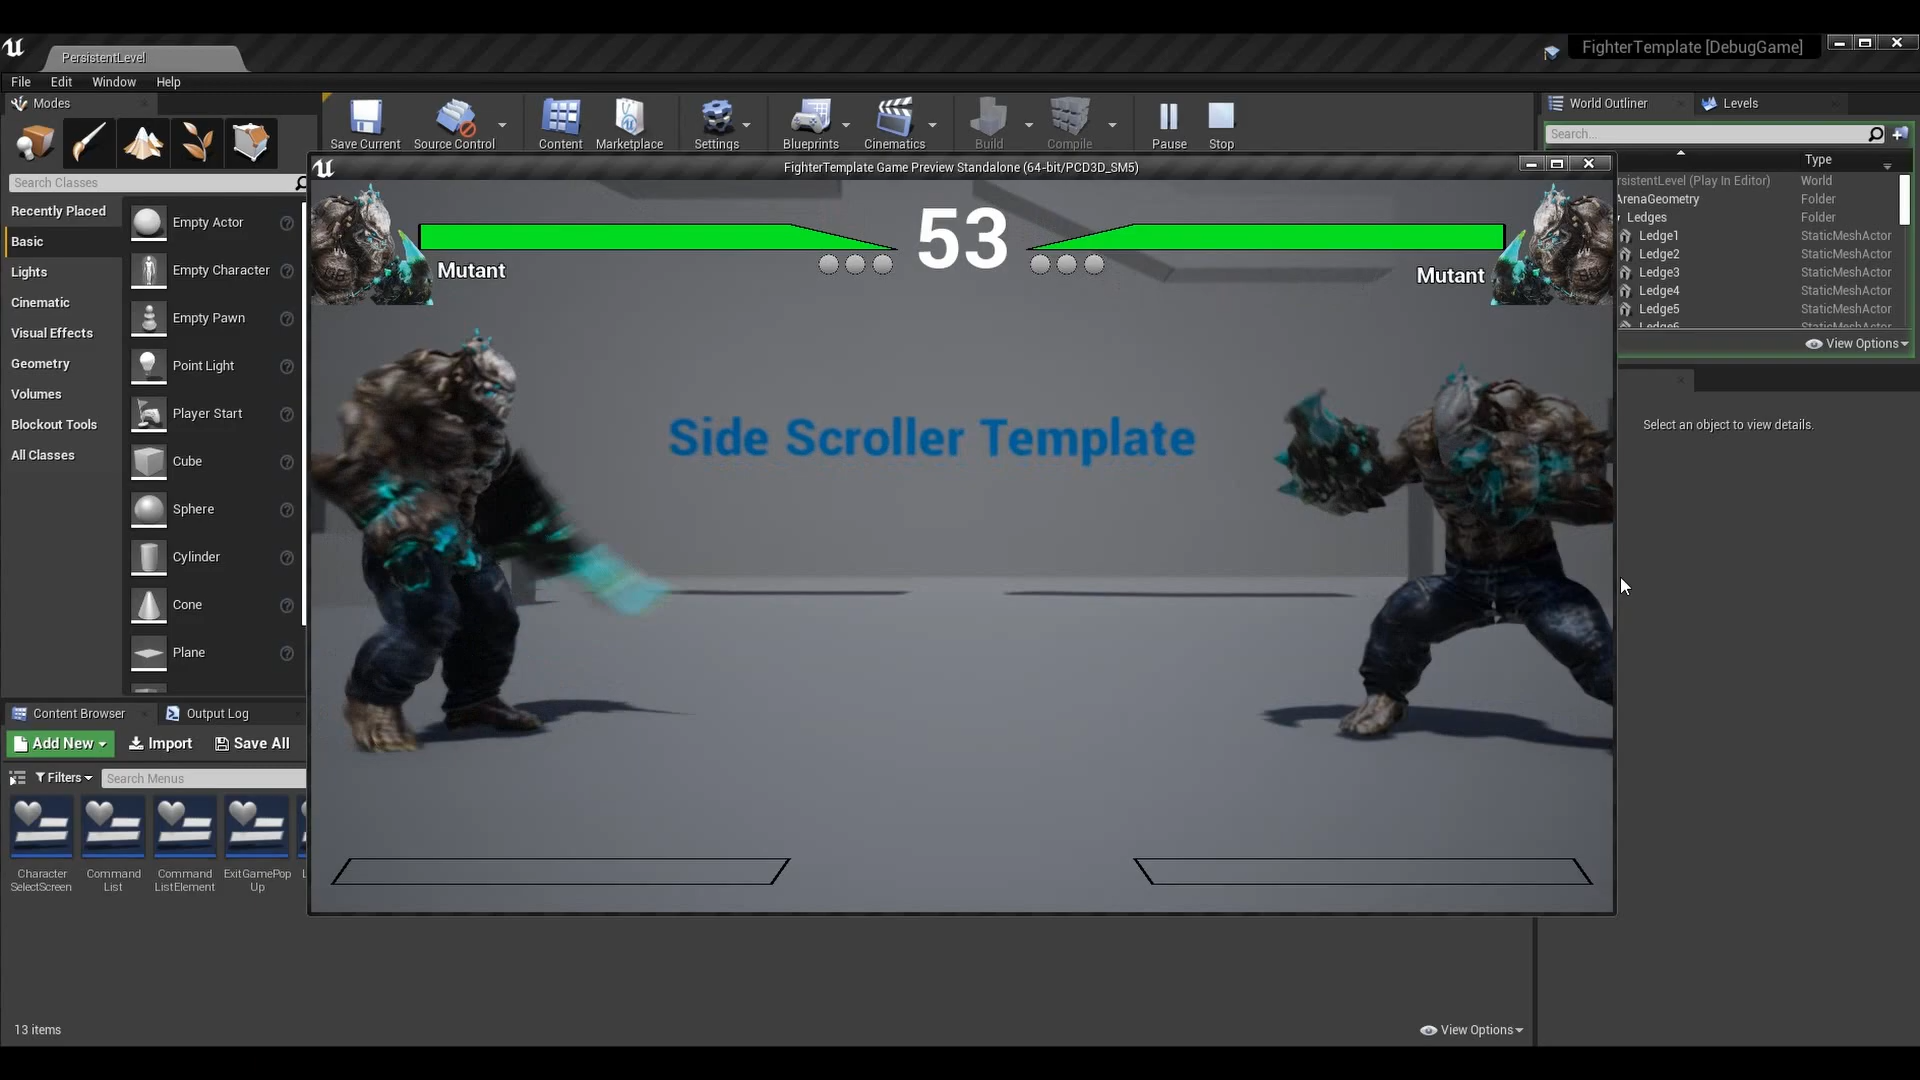 PersistentLevel
FighterTemplate [DebugGame]
File Edit Window Help
Modes
World Outliner
Levels
Save Current
Source Control
Content
Marketplace
Settings
Blueprints
Cinematics
Build
Compile
Pause
Stop
Search...
FighterTemplate Game Preview Standalone (64-bit/PCD3D_SM5)
Type
Search Classes
Recently Placed
Basic
Lights
Cinematic
Visual Effects
Geometry
Volumes
Blockout Tools
All Classes
Empty Actor
Empty Character
Empty Pawn
Point Light
Player Start
Cube
Sphere
Cylinder
Cone
Plane
53
Mutant
Mutant
Side Scroller Template
rsistentLevel (Play In Editor) World
ArenaGeometry Folder
Ledges Folder
Ledge1 StaticMeshActor
Ledge2 StaticMeshActor
Ledge3 StaticMeshActor
Ledge4 StaticMeshActor
Ledge5 StaticMeshActor
Ledge6 StaticMeshActor
View Options
Select an object to view details.
Content Browser
Output Log
Add New
Import
Save All
Filters
Search Menus
Character
SelectScreen
Command
List
Command
ListElement
ExitGamePop
Up
13 items
View Options